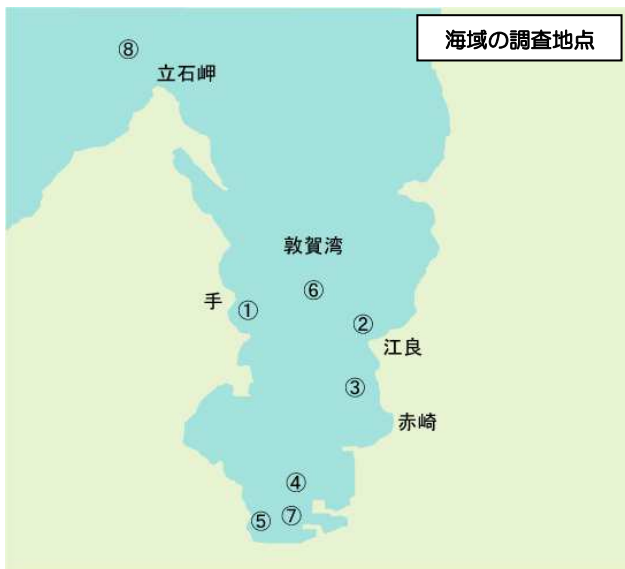 海域の調査地点
⑧
立石岬
敦賀湾
⑥
手
①
②
江良
③
赤崎
④
⑤
⑦